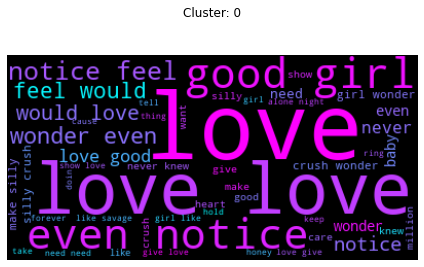 Cluster: 0
notice feel
good girl
show
feel would
silly
need
girl wonder
tell
girl
alone night
would love
thing
love
want
even
cause
never
wonder even
baby
love good
never knew
crush wonder
ring
make silly
silly crush
show love
doin
give
love
heart
make
love
good
million
forever
like savage
girl like
hold
keep
wonder
even notice
crush
care
notice
knew
take
need need
like
give love
honey
love give